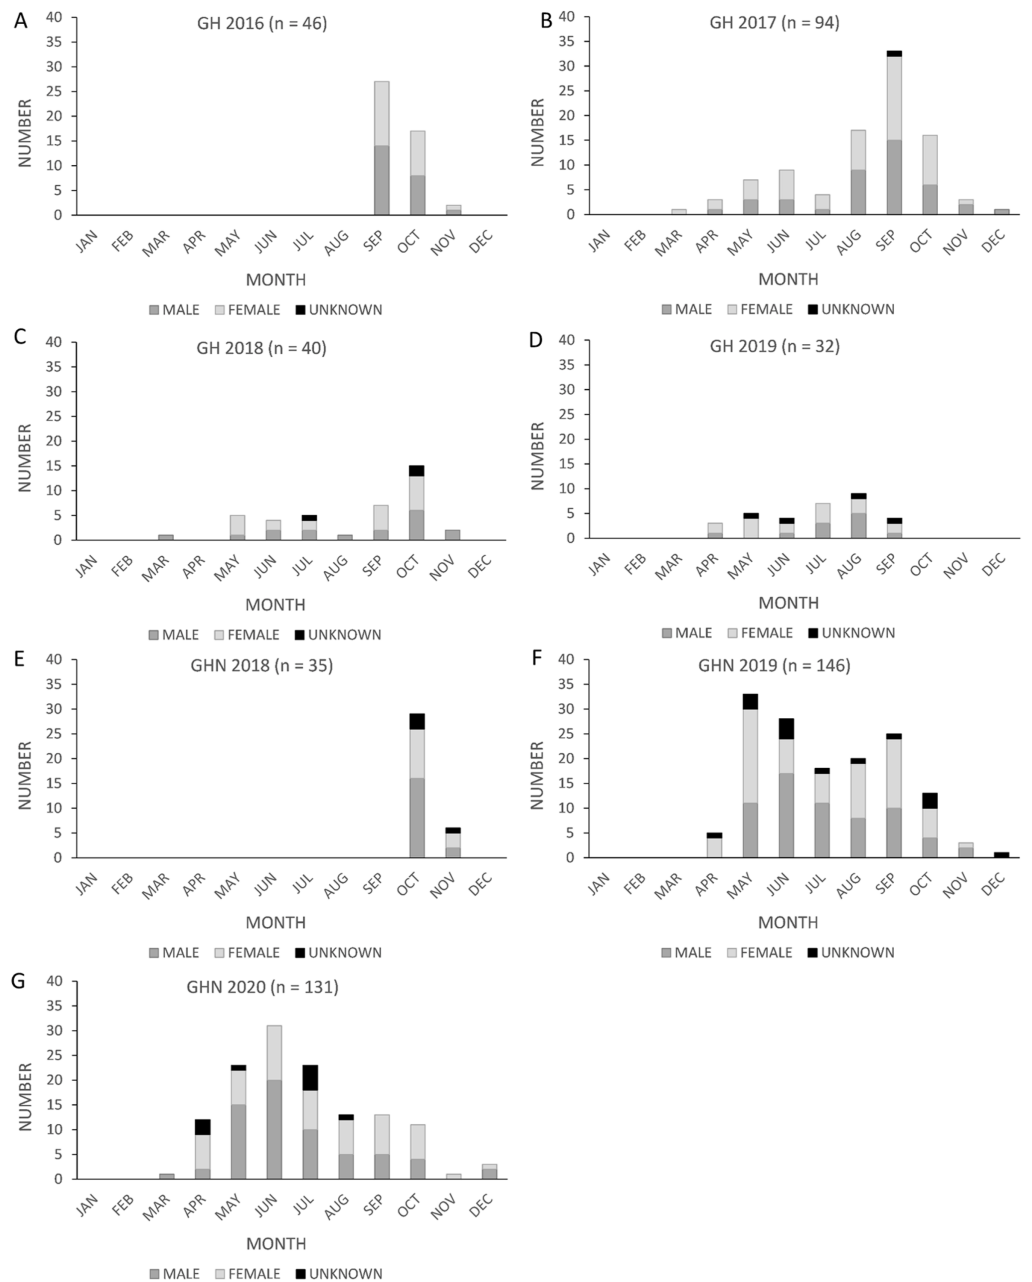 A
GH 2016 (n = 46)
40
35
30
25
20
15
10
5
0
NUMBER
JAN FEB MAR APR MAY JUN JUL AUG SEP OCT NOV DEC
MONTH
MALE FEMALE UNKNOWN
B
GH 2017 (n = 94)
40
35
30
25
20
15
10
5
0
NUMBER
JAN FEB MAR APR MAY JUN JUL AUG SEP OCT NOV DEC
MONTH
MALE FEMALE UNKNOWN
C
GH 2018 (n = 40)
40
35
30
25
20
15
10
5
0
NUMBER
JAN FEB MAR APR MAY JUN JUL AUG SEP OCT NOV DEC
MONTH
MALE FEMALE UNKNOWN
D
GH 2019 (n = 32)
40
35
30
25
20
15
10
5
0
NUMBER
JAN FEB MAR APR MAY JUN JUL AUG SEP OCT NOV DEC
MONTH
MALE FEMALE UNKNOWN
E
GHN 2018 (n = 35)
40
35
30
25
20
15
10
5
0
NUMBER
JAN FEB MAR APR MAY JUN JUL AUG SEP OCT NOV DEC
MONTH
MALE FEMALE UNKNOWN
F
GHN 2019 (n = 146)
40
35
30
25
20
15
10
5
0
NUMBER
JAN FEB MAR APR MAY JUN JUL AUG SEP OCT NOV DEC
MONTH
MALE FEMALE UNKNOWN
G
GHN 2020 (n = 131)
40
35
30
25
20
15
10
5
0
NUMBER
JAN FEB MAR APR MAY JUN JUL AUG SEP OCT NOV DEC
MONTH
MALE FEMALE UNKNOWN